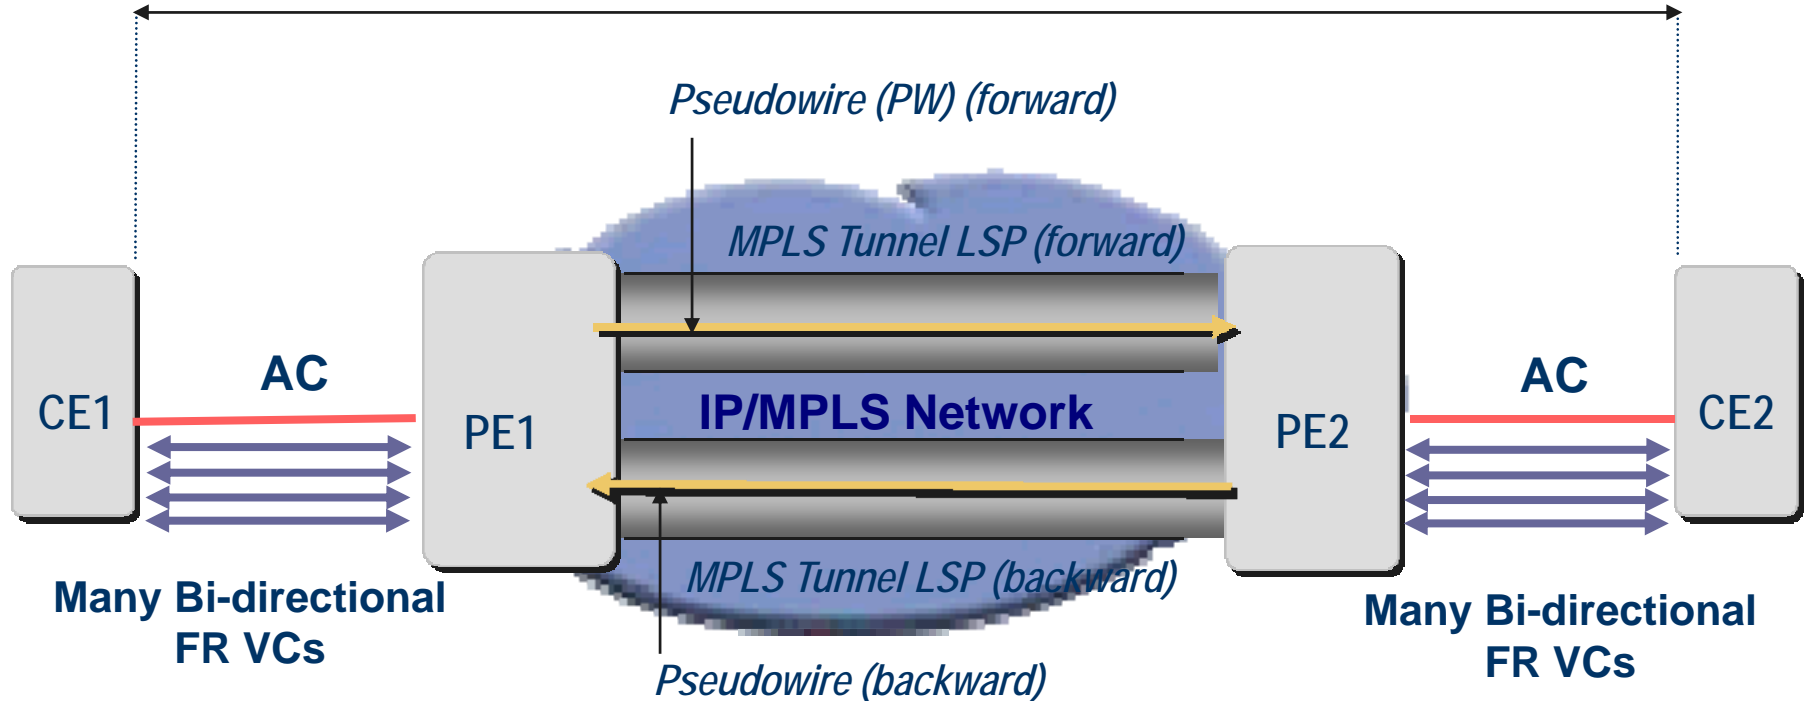 Pseudowire (PW) (forward)
MPLS Tunnel LSP (forward)
AC
AC
CE1
PE1
IP/MPLS Network
PE2
CE2
MPLS Tunnel LSP (backward)
Many Bi-directional
FR VCs
Many Bi-directional
FR VCs
Pseudowire (backward)